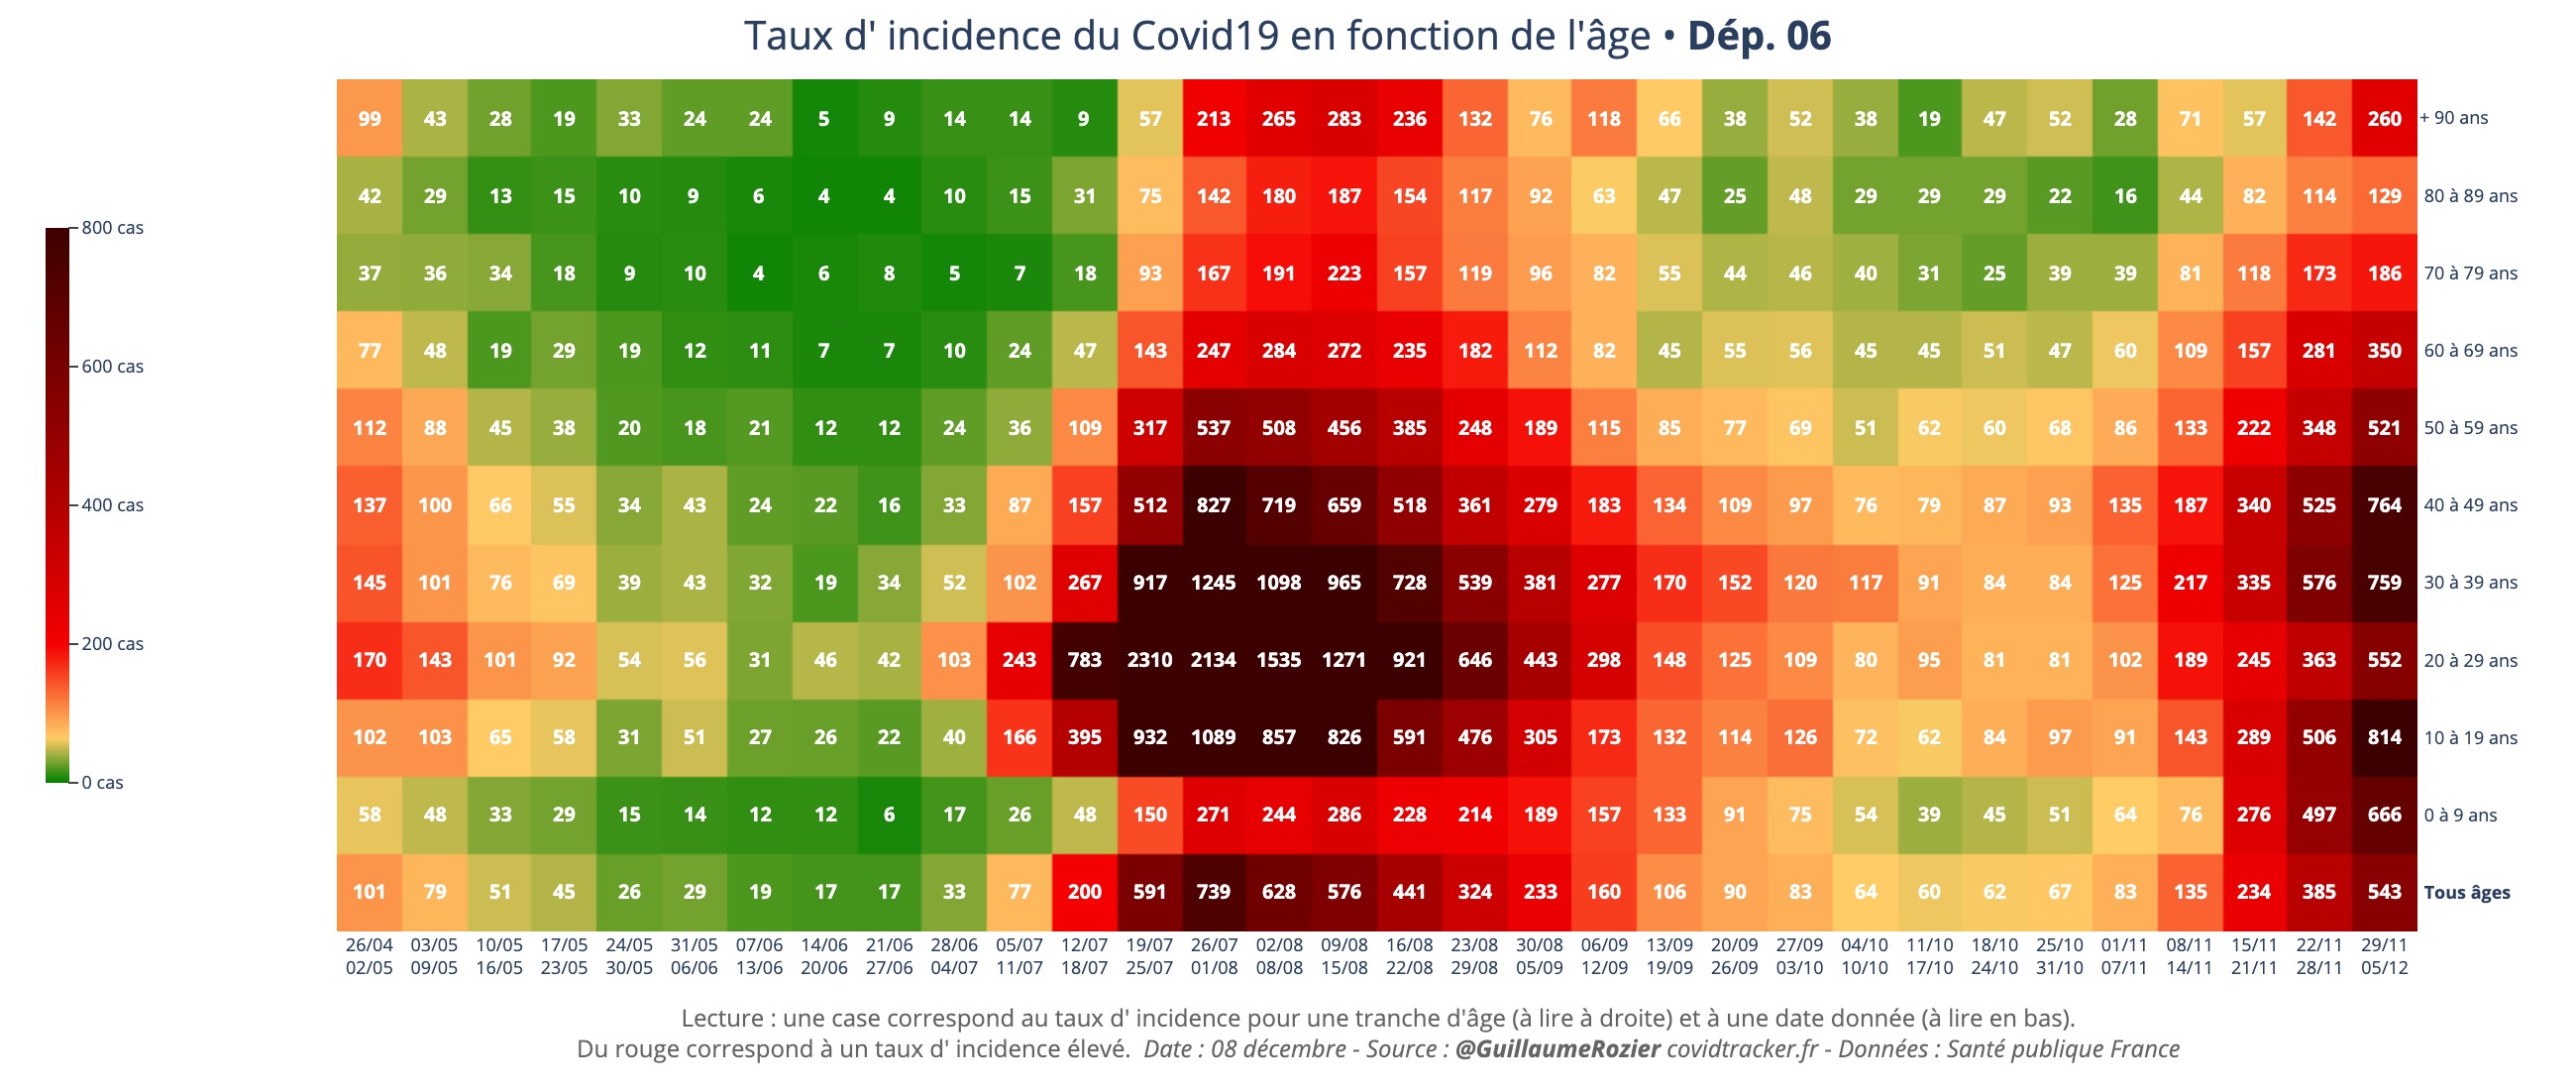 Taux d' incidence du Covid19 en fonction de l'âge • Dép. 06
99 43 28 19 33 24 24 5 9 14 14 9 57 213 265 283 236 132 76 118 66 38 52 38 19 47 52 28 71 57 142 260 + 90 ans
42 29 13 15 10 9 6 4 4 10 15 31 75 142 180 187 154 117 92 63 47 25 48 29 29 29 22 16 44 82 114 129 80 à 89 ans
800 cas
37 36 34 18 9 10 4 6 8 5 7 18 93 167 191 223 157 119 96 82 55 44 46 40 31 25 39 39 81 118 173 186 70 à 79 ans
77 48 19 29 19 12 11 7 7 10 24 47 143 247 284 272 235 182 112 82 45 55 56 45 45 51 47 60 109 157 281 350 60 à 69 ans
600 cas
112 88 45 38 20 18 21 12 12 24 36 109 317 537 508 456 385 248 189 115 85 77 69 51 62 60 68 86 133 222 348 521 50 à 59 ans
400 cas
137 100 66 55 34 43 24 22 16 33 87 157 512 827 719 659 518 361 279 183 134 109 97 76 79 87 93 135 187 340 525 764 40 à 49 ans
145 101 76 69 39 43 32 19 34 52 102 267 917 1245 1098 965 728 539 381 277 170 152 120 117 91 84 84 125 217 335 576 759 30 à 39 ans
200 cas
170 143 101 92 54 56 31 46 42 103 243 783 2310 2134 1535 1271 921 646 443 298 148 125 109 80 95 81 81 102 189 245 363 552 20 à 29 ans
102 103 65 58 31 51 27 26 22 40 166 395 932 1089 857 826 591 476 305 173 132 114 126 72 62 84 97 91 143 289 506 814 10 à 19 ans
0 cas
58 48 33 29 15 14 12 12 6 17 26 48 150 271 244 286 228 214 189 157 133 91 75 54 39 45 51 64 76 276 497 666 0 à 9 ans
101 79 51 45 26 29 19 17 17 33 77 200 591 739 628 576 441 324 233 160 106 90 83 64 60 62 67 83 135 234 385 543 Tous âges
26/04 03/05 10/05 17/05 24/05 31/05 07/06 14/06 21/06 28/06 05/07 12/07 19/07 26/07 02/08 09/08 16/08 23/08 30/08 06/09 13/09 20/09 27/09 04/10 11/10 18/10 25/10 01/11 08/11 15/11 22/11 29/11
02/05 09/05 16/05 23/05 30/05 06/06 13/06 20/06 27/06 04/07 11/07 18/07 25/07 01/08 08/08 15/08 22/08 29/08 05/09 12/09 19/09 26/09 03/10 10/10 17/10 24/10 31/10 07/11 14/11 21/11 28/11 05/12
Lecture : une case correspond au taux d' incidence pour une tranche d'âge (à lire à droite) et à une date donnée (à lire en bas).
Du rouge correspond à un taux d' incidence élevé. Date : 08 décembre - Source : @GuillaumeRozier covidtracker.fr - Données : Santé publique France